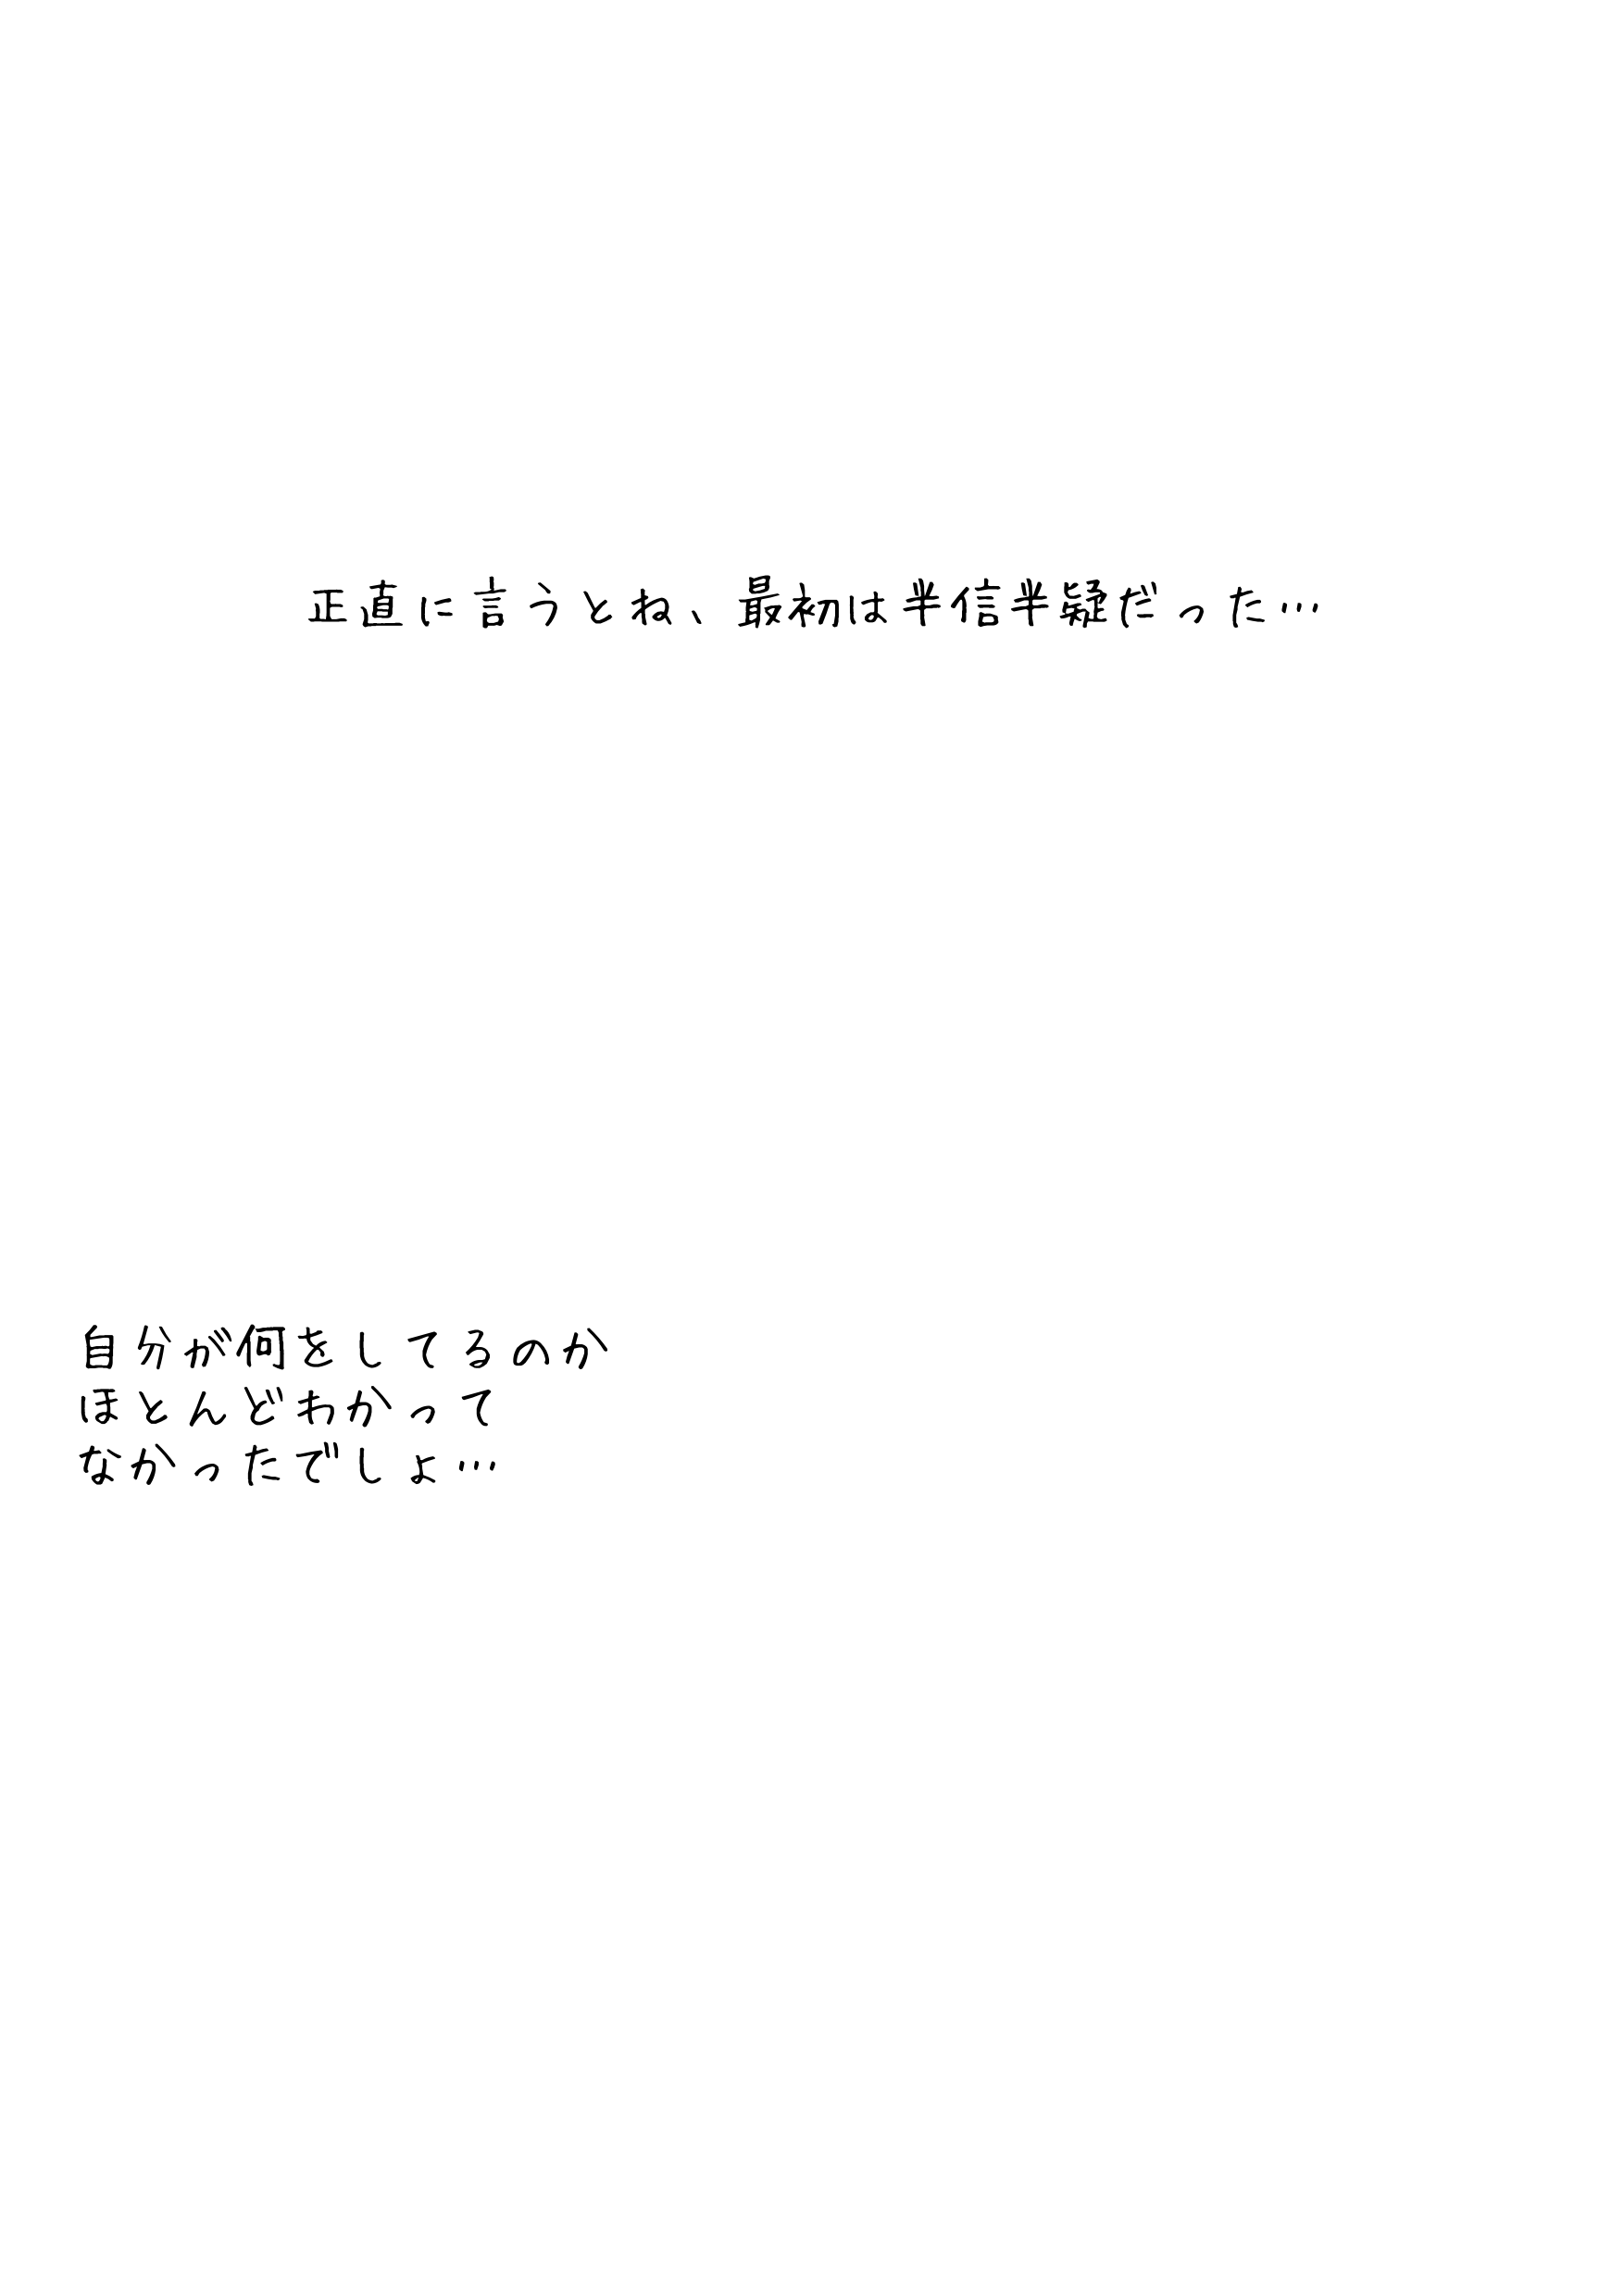 正直に言うとね、最初は半信半疑だった…
自分が何をしてるのか
ほとんどわかって
なかったでしょ…